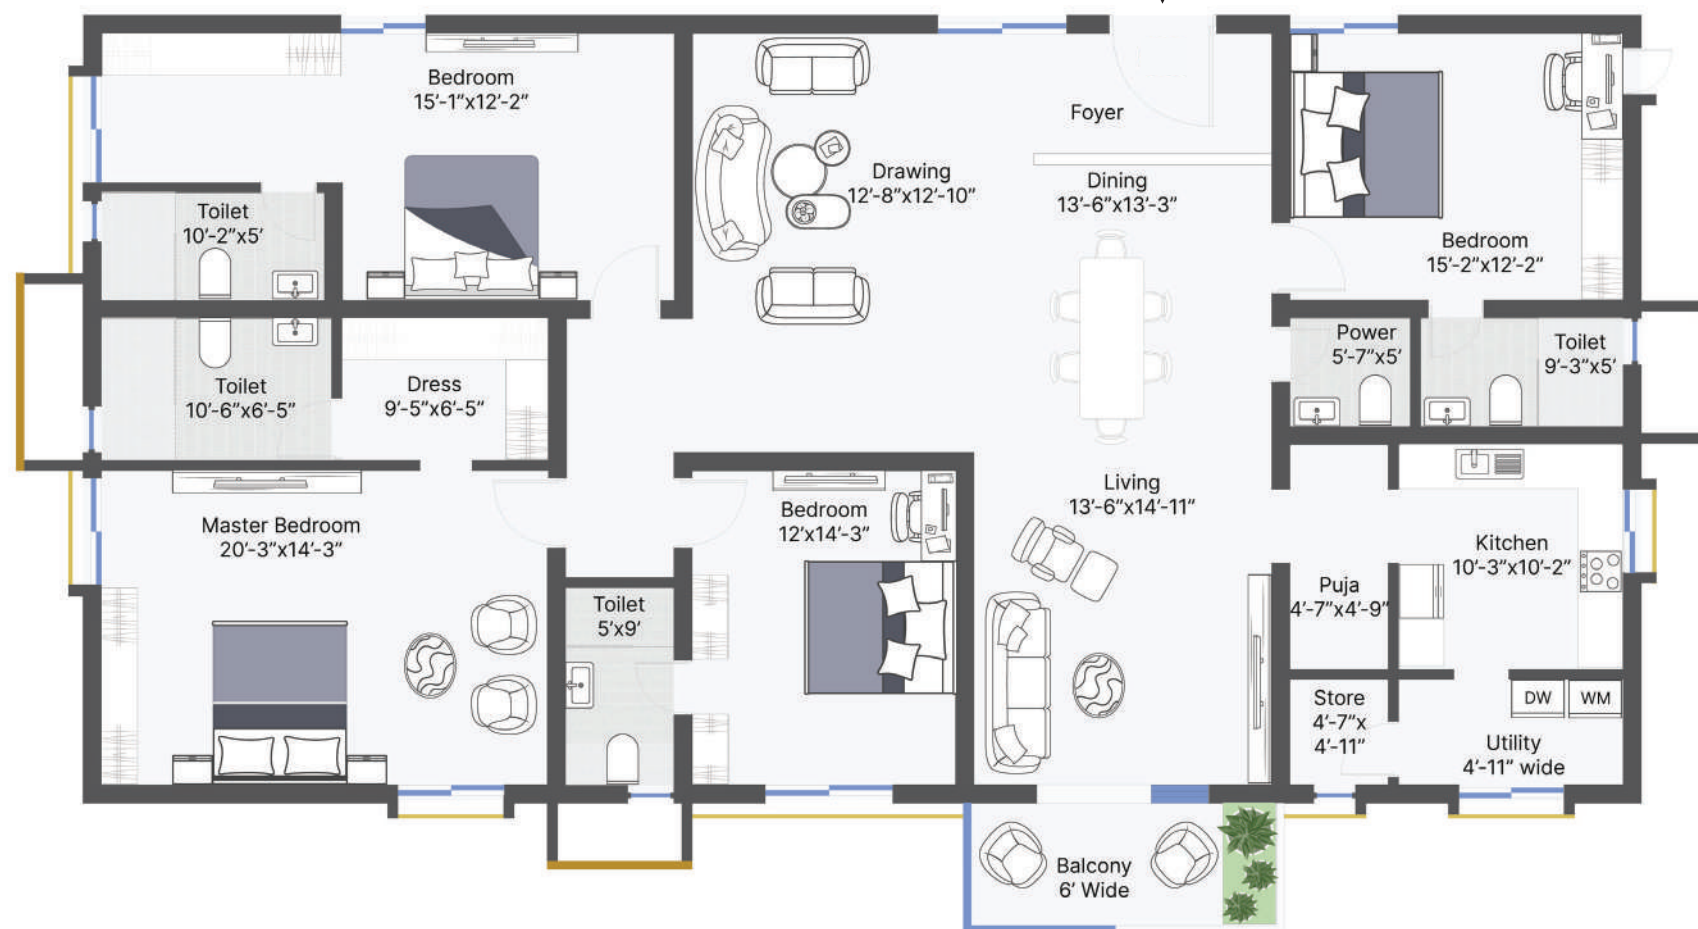 Bedroom
15’-1”x12’-2”
Foyer
Drawing
12’-8”x12’-10”
Dining
13’-6”x13’-3”
Toilet
10’-2”x5’
Bedroom
15’-2”x12’-2”
Power
5’-7”x5’
Toilet
9’-3”x5’
Toilet
10’-6”x6’-5”
Dress
9’-5”x6’-5”
Master Bedroom
20’-3”x14’-3”
Bedroom
12’x14’-3”
Living
13’-6”x14’-11”
Kitchen
10’-3”x10’-2”
Puja
4’-7”x4’-9”
Toilet
5’x9’
Store
4’-7”x
4’-11”
DW
WM
Utility
4’-11” wide
Balcony
6’ Wide